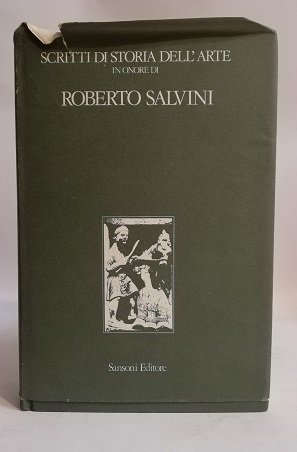 SCRITTI DI STORIA DELL'ARTE
IN ONORE DI
ROBERTO SALVINI
Sansoni Editore